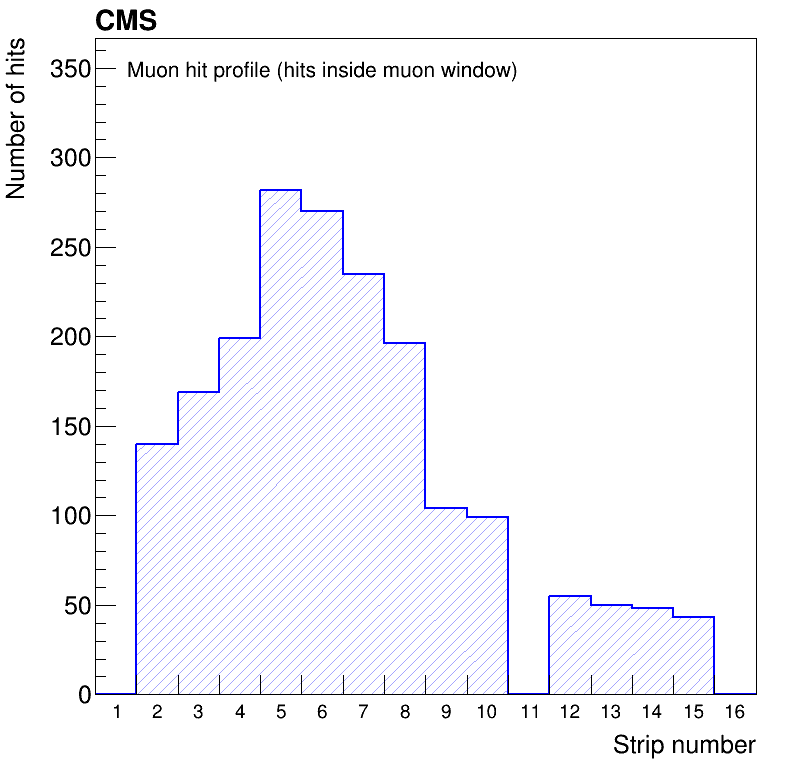 CMS
Number of hits
Muon hit profile (hits inside muon window)
350
300
250
200
150
100
50
0
1 2 3 4 5 6 7 8 9 10 11 12 13 14 15 16
Strip number